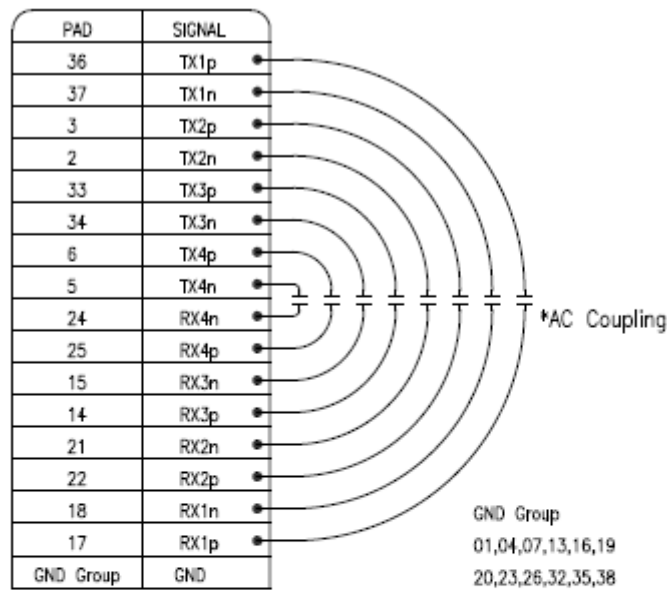 PAD SIGNAL
36 TX1p
37 TX1n
3 TX2p
2 TX2n
33 TX3p
34 TX3n
6 TX4p
5 TX4n
24 RX4n
25 RX4p
15 RX3n
14 RX3p
21 RX2n
22 RX2p
18 RX1n
17 RX1p
GND Group GND
*AC Coupling
GND Group
01,04,07,13,16,19
20,23,26,32,35,38